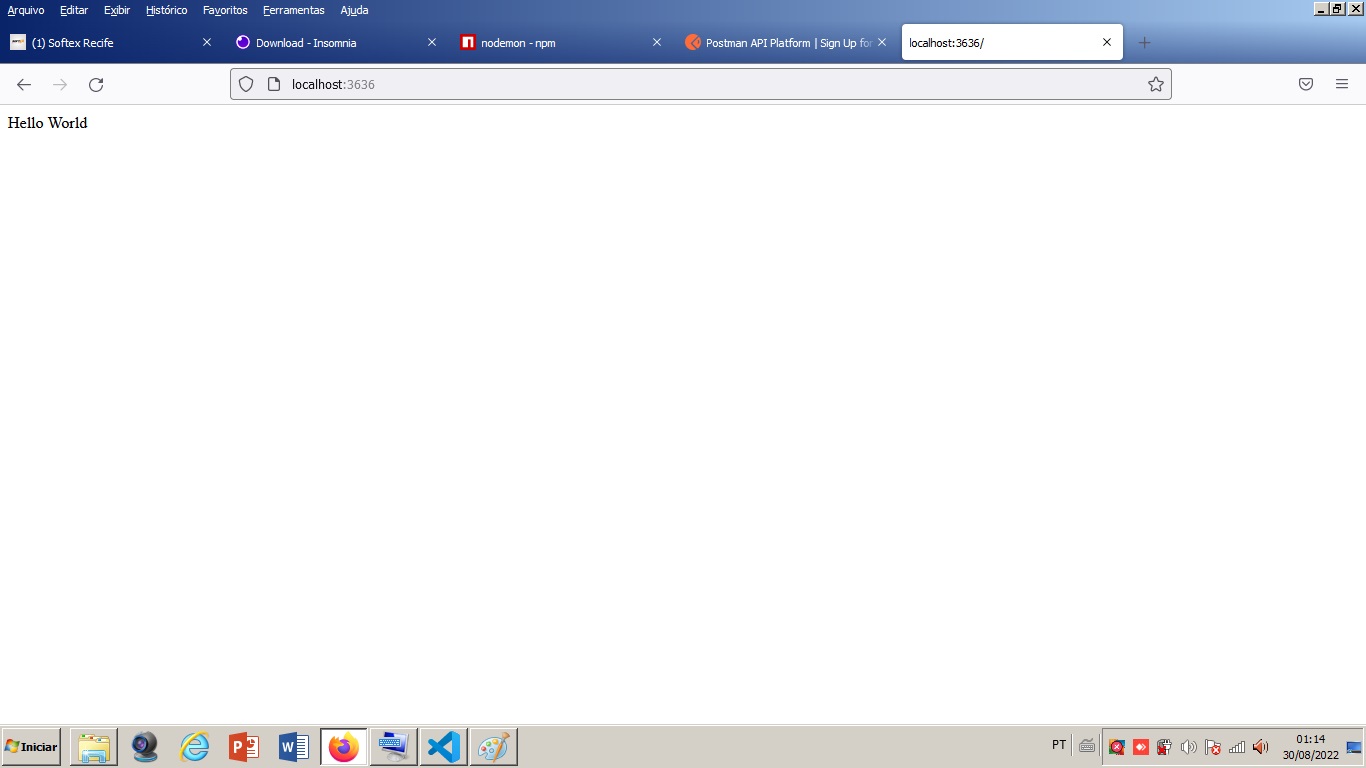 Arquivo Editar Exibir Histórico Favoritos Ferramentas Ajuda
(1) Softex Recife
Download - Insomnia
nodemon - npm
Postman API Platform | Sign Up for
localhost:3636/
localhost:3636
Hello World
Iniciar
PT
01:14
30/08/2022